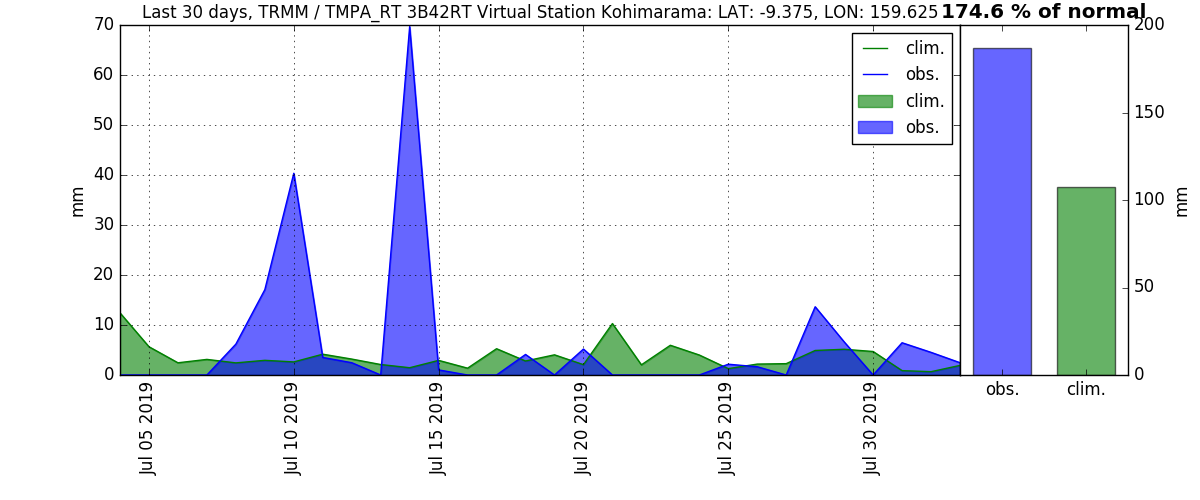 Last 30 days, TRMM / TMPA_RT 3B42RT Virtual Station Kohimarama: LAT: -9.375, LON: 159.625 174.6 % of normal
70
60
50
40
30
20
10
0
mm
clim.
obs.
clim.
obs.
Jul 05 2019
Jul 10 2019
Jul 15 2019
Jul 20 2019
Jul 25 2019
Jul 30 2019
200
150
100
50
0
mm
obs.
clim.